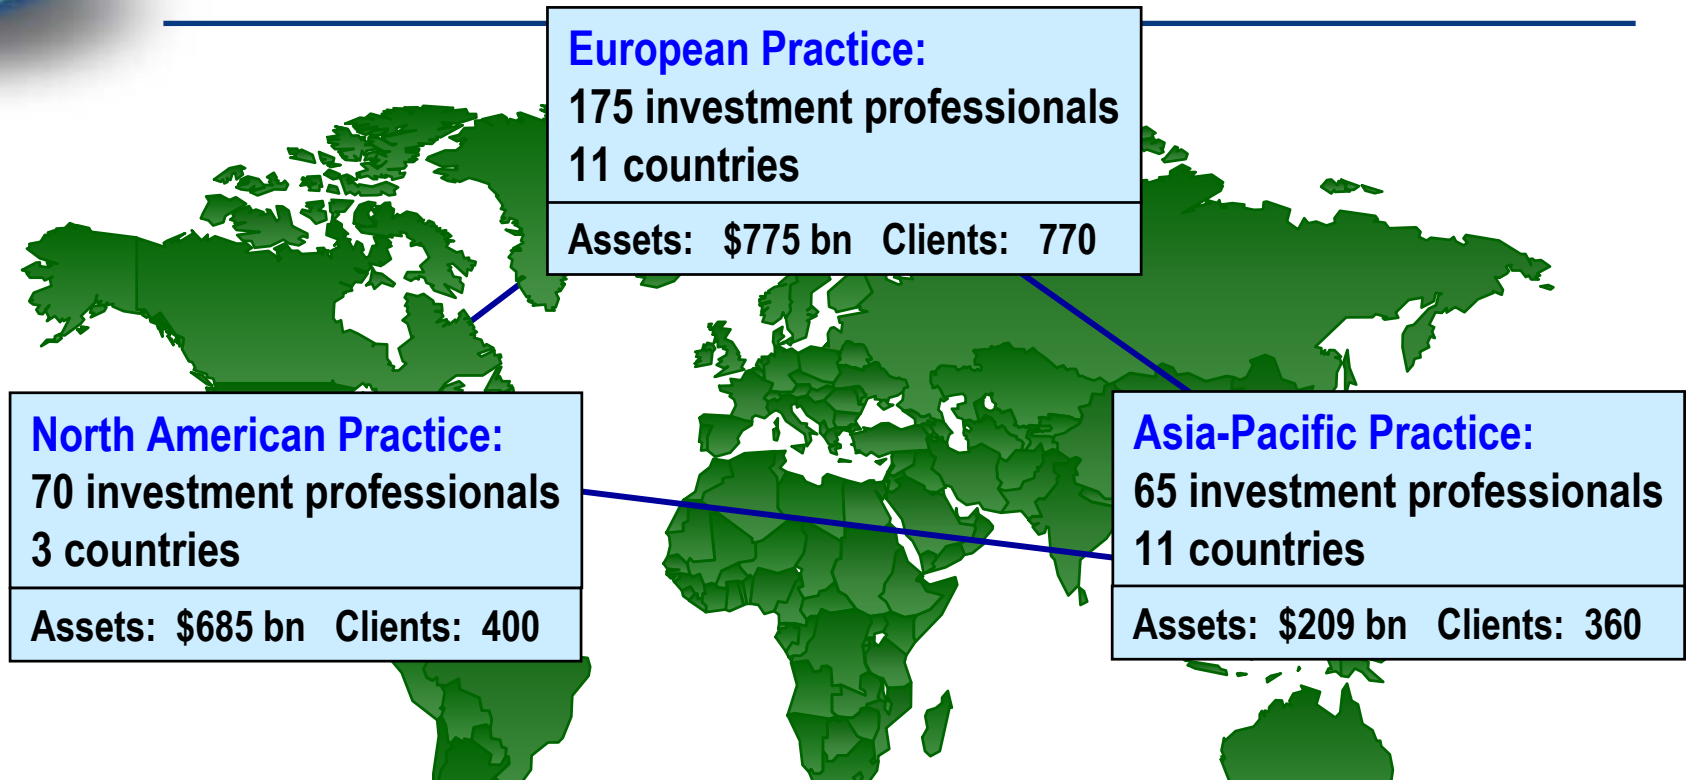 European Practice:
175 investment professionals
11 countries
Assets: $775 bn Clients: 770
North American Practice:
70 investment professionals
3 countries
Assets: $685 bn Clients: 400
Asia-Pacific Practice:
65 investment professionals
11 countries
Assets: $209 bn Clients: 360